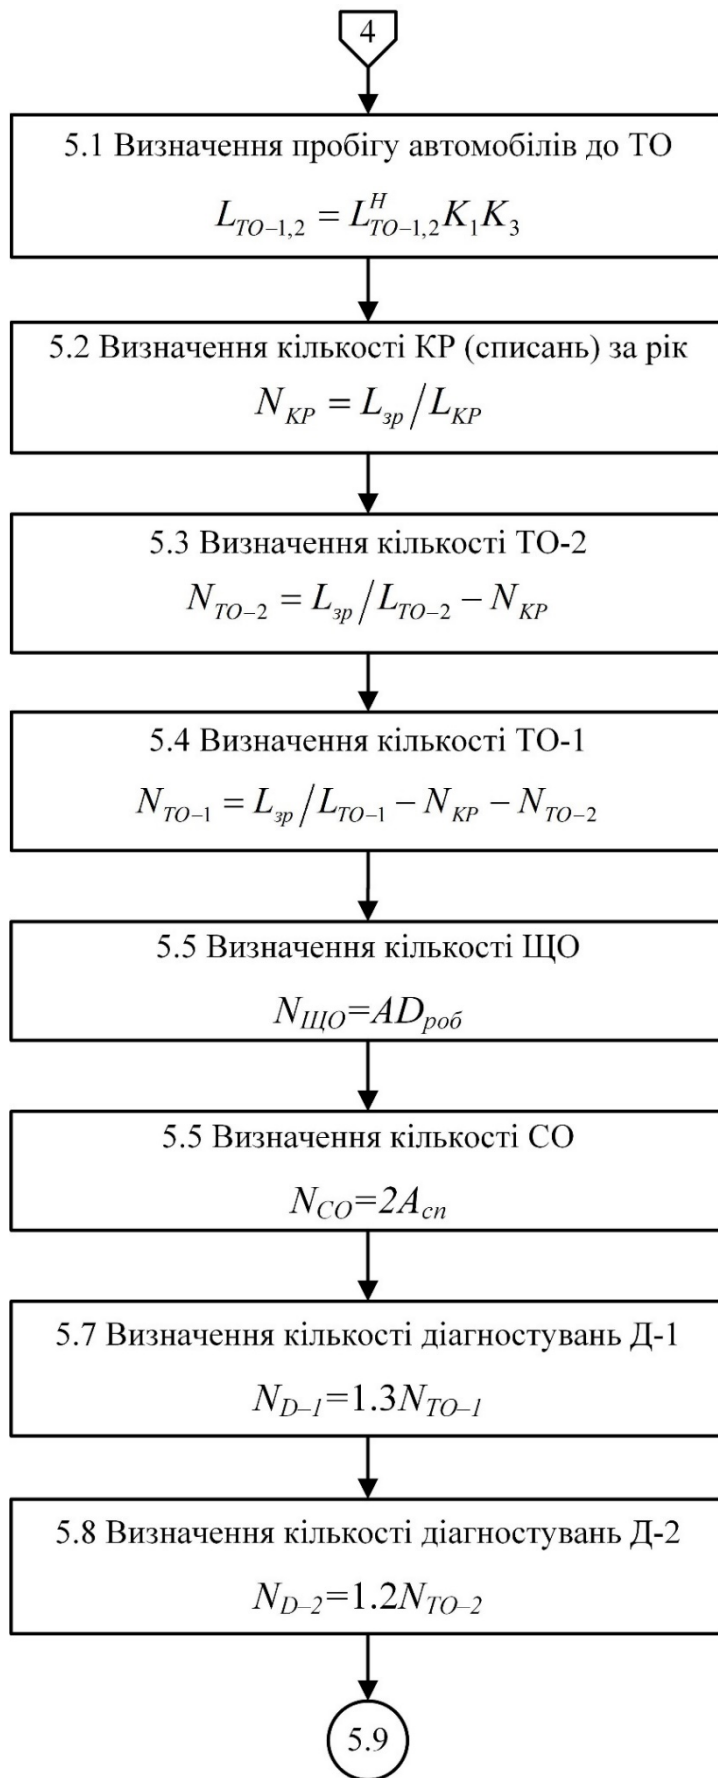 4
5.1 Визначення пробігу автомобілів до ТО
L_{ТО–1,2} = L^{Н}_{ТО–1,2} K_1 K_3
5.2 Визначення кількості КР (списань) за рік
N_{КР} = L_{зр}/L_{КР}
5.3 Визначення кількості ТО-2
N_{ТО–2} = L_{зр}/L_{ТО–2} – N_{КР}
5.4 Визначення кількості ТО-1
N_{ТО–1} = L_{зр}/L_{ТО–1} – N_{КР} – N_{ТО–2}
5.5 Визначення кількості ЩО
N_{ЩО}=AD_{роб}
5.5 Визначення кількості СО
N_{СО}=2A_{сп}
5.7 Визначення кількості діагностувань Д-1
N_{D–1}=1.3N_{ТО–1}
5.8 Визначення кількості діагностувань Д-2
N_{D–2}=1.2N_{ТО–2}
5.9